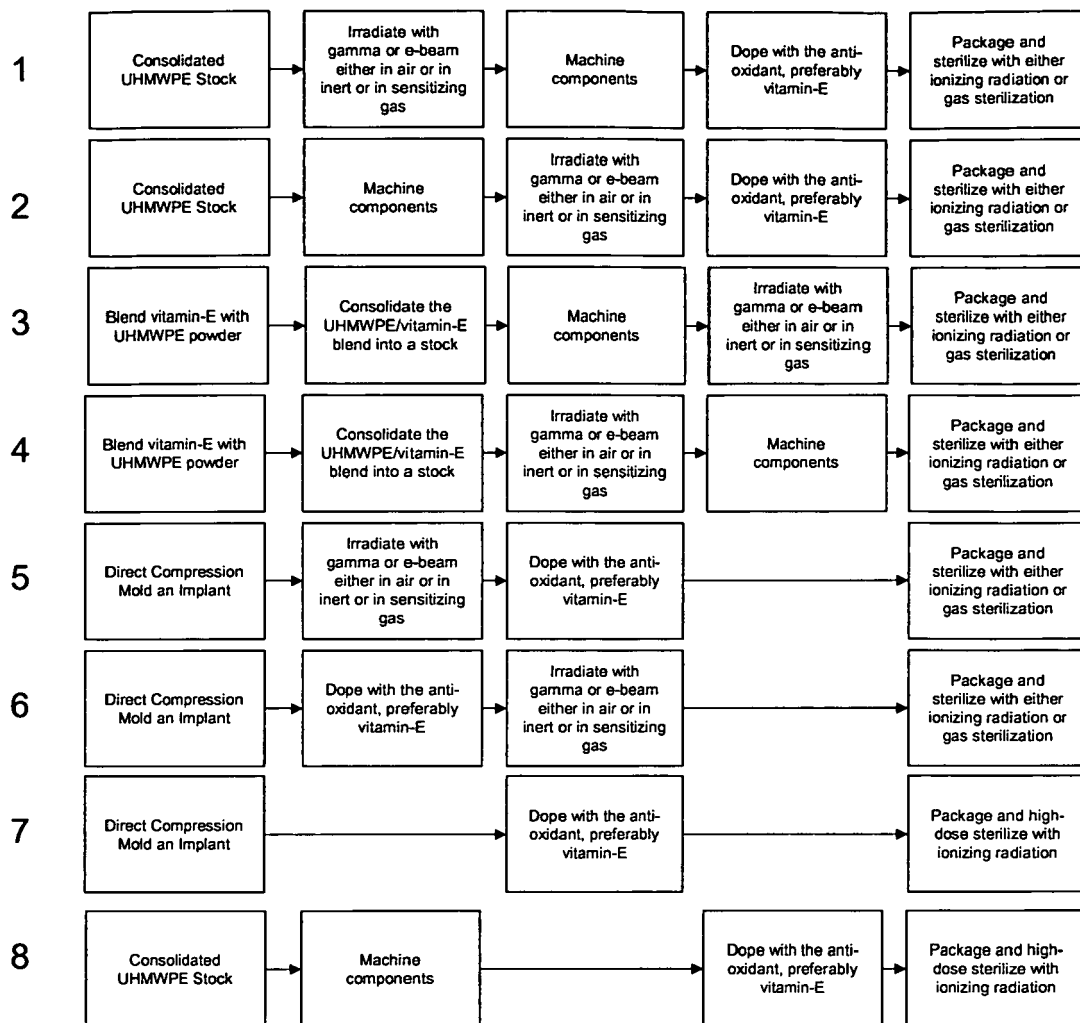 1
Consolidated
UHMWPE Stock
Irradiate with
gamma or e-beam
either in air or in
inert or in sensitizing
gas
Machine
components
Dope with the anti-
oxidant, preferably
vitamin-E
Package and
sterilize with either
ionizing radiation or
gas sterilization
2
Consolidated
UHMWPE Stock
Machine
components
Irradiate with
gamma or e-beam
either in air or in
inert or in sensitizing
gas
Dope with the anti-
oxidant, preferably
vitamin-E
Package and
sterilize with either
ionizing radiation or
gas sterilization
3
Blend vitamin-E with
UHMWPE powder
Consolidate the
UHMWPE/vitamin-E
blend into a stock
Machine
components
Irradiate with
gamma or e-beam
either in air or in
inert or in sensitizing
gas
Package and
sterilize with either
ionizing radiation or
gas sterilization
4
Blend vitamin-E with
UHMWPE powder
Consolidate the
UHMWPE/vitamin-E
blend into a stock
Irradiate with
gamma or e-beam
either in air or in
inert or in sensitizing
gas
Machine
components
Package and
sterilize with either
ionizing radiation or
gas sterilization
5
Direct Compression
Mold an Implant
Irradiate with
gamma or e-beam
either in air or in
inert or in sensitizing
gas
Dope with the anti-
oxidant, preferably
vitamin-E
Package and
sterilize with either
ionizing radiation or
gas sterilization
6
Direct Compression
Mold an Implant
Dope with the anti-
oxidant, preferably
vitamin-E
Irradiate with
gamma or e-beam
either in air or in
inert or in sensitizing
gas
Package and
sterilize with either
ionizing radiation or
gas sterilization
7
Direct Compression
Mold an Implant
Dope with the anti-
oxidant, preferably
vitamin-E
Package and high-
dose sterilize with
ionizing radiation
8
Consolidated
UHMWPE Stock
Machine
components
Dope with the anti-
oxidant, preferably
vitamin-E
Package and high-
dose sterilize with
ionizing radiation